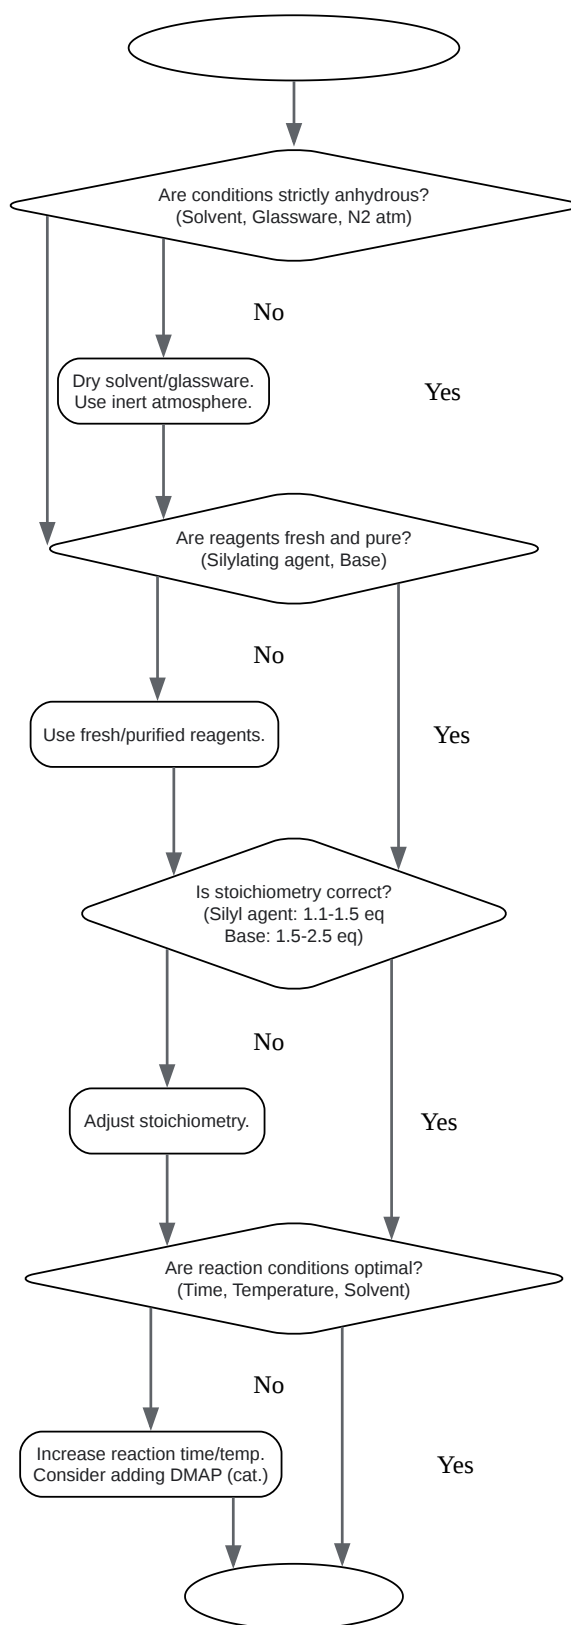 Are conditions strictly anhydrous?
(Solvent, Glassware, N2 atm)
No
Dry solvent/glassware.
Use inert atmosphere.
Yes
Are reagents fresh and pure?
(Silylating agent, Base)
No
Use fresh/purified reagents.
Yes
Is stoichiometry correct?
(Silyl agent: 1.1-1.5 eq
Base: 1.5-2.5 eq)
No
Adjust stoichiometry.
Yes
Are reaction conditions optimal?
(Time, Temperature, Solvent)
No
Increase reaction time/temp.
Consider adding DMAP (cat.)
Yes